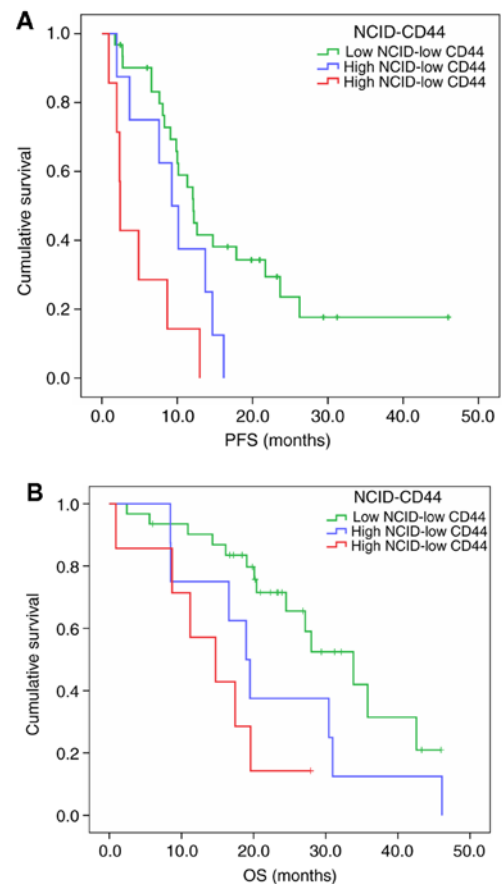 A
NCID-CD44
Low NCID-low CD44
High NCID-low CD44
High NCID-low CD44
Cumulative survival
1.0
0.8
0.6
0.4
0.2
0.0
0.0 10.0 20.0 30.0 40.0 50.0
PFS (months)
B
NCID-CD44
Low NCID-low CD44
High NCID-low CD44
High NCID-low CD44
Cumulative survival
1.0
0.8
0.6
0.4
0.2
0.0
0.0 10.0 20.0 30.0 40.0 50.0
OS (months)